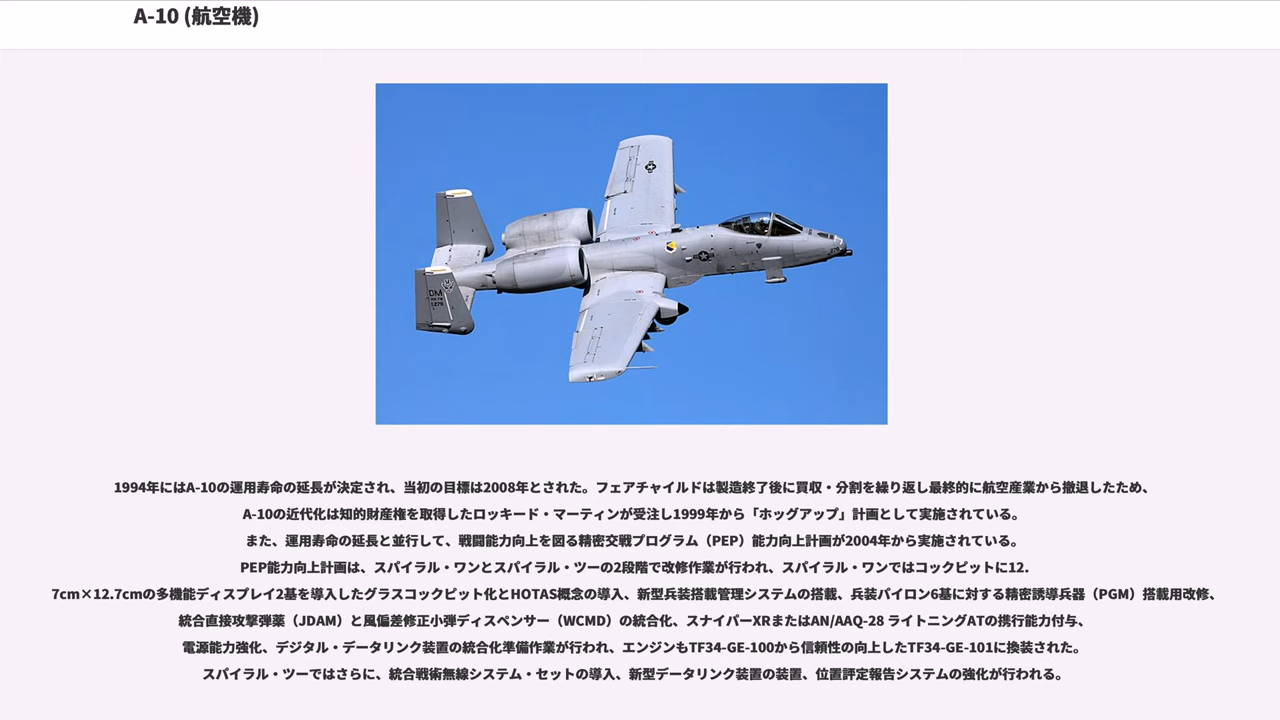 A-10 (航空機)
DM
1994年にはA-10の運用寿命の延長が決定され、当初の目標は2008年とされた。フェアチャイルドは製造終了後に買収・分割を繰り返し最終的に航空産業から撤退したため、
A-10の近代化は知的財産権を取得したロッキード・マーティンが受注し1999年から「ホッグアップ」計画として実施されている。
また、運用寿命の延長と並行して、戦闘能力向上を図る精密交戦プログラム（PEP）能力向上計画が2004年から実施されている。
PEP能力向上計画は、スパイラル・ワンとスパイラル・ツーの2段階で改修作業が行われ、スパイラル・ワンではコックピットに12.
7cm×12.7cmの多機能ディスプレイ2基を導入したグラスコックピット化とHOTAS概念の導入、新型兵装搭載管理システムの搭載、兵装パイロン6基に対する精密誘導兵器（PGM）搭載用改修、
統合直接攻撃弾薬（JDAM）と風偏差修正小弾ディスペンサー（WCMD）の統合化、スナイパーXRまたはAN/AAQ-28 ライトニングATの携行能力付与、
電源能力強化、デジタル・データリンク装置の統合化準備作業が行われ、エンジンもTF34-GE-100から信頼性の向上したTF34-GE-101に換装された。
スパイラル・ツーではさらに、統合戦術無線システム・セットの導入、新型データリンク装置の装置、位置評定報告システムの強化が行われる。